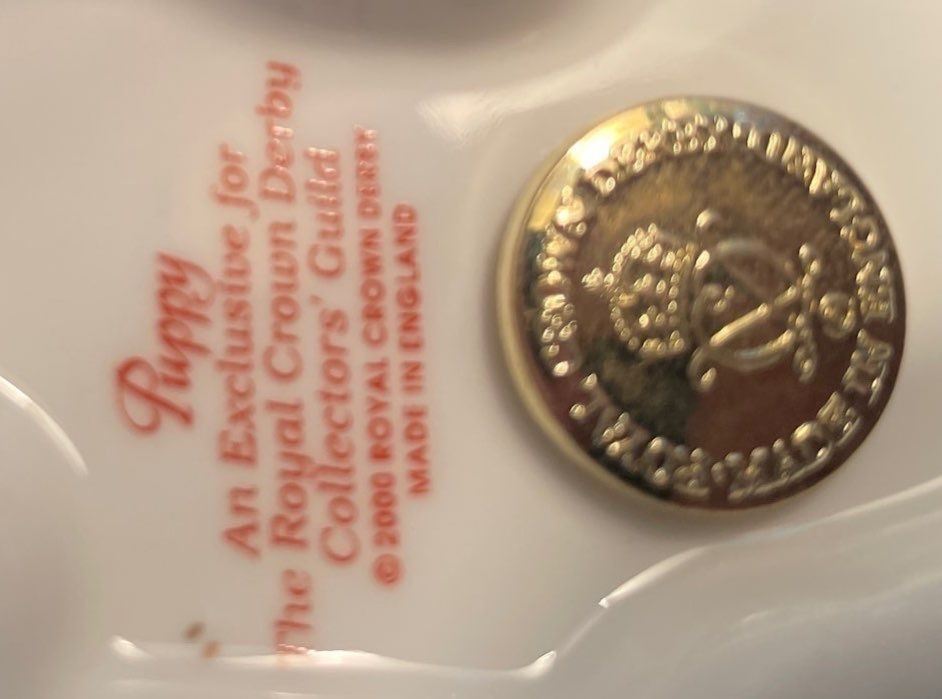 Puppy
An Exclusive for
The Royal Crown Derby
Collectors' Guild
© 2000 ROYAL CROWN DERBY
MADE IN ENGLAND
ROYAL CROWN DERBY
MADE IN